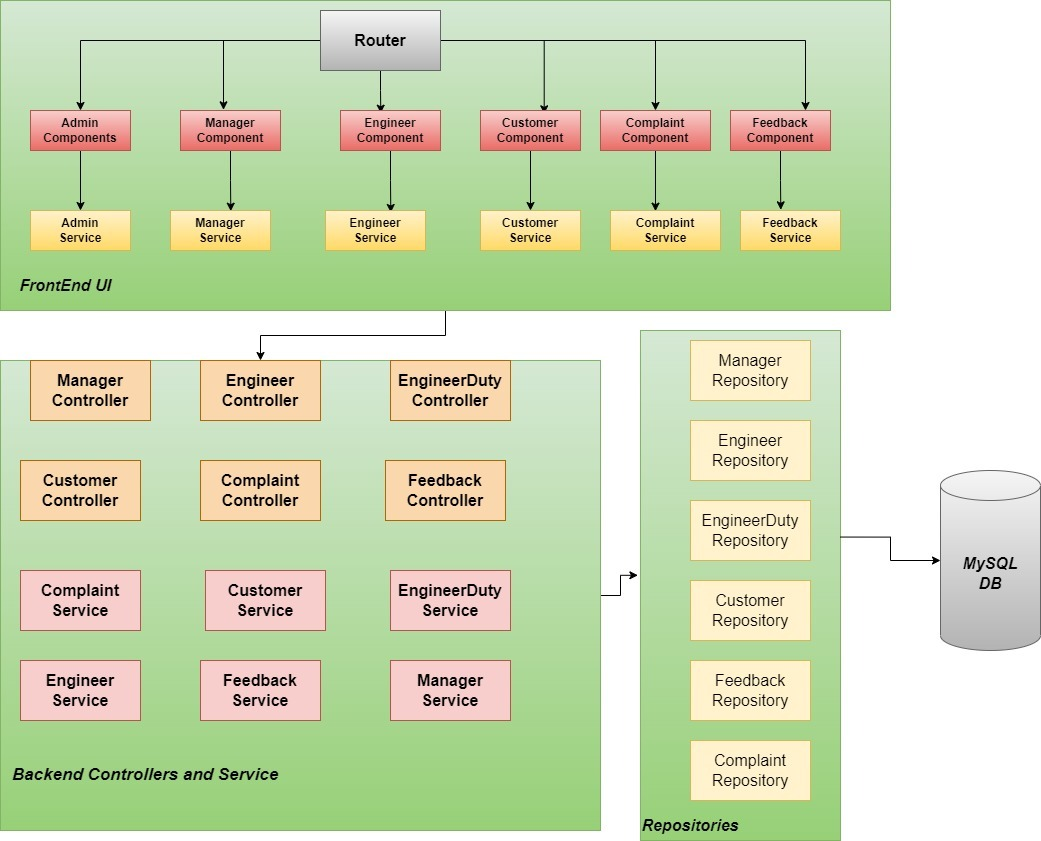 Router
Admin
Components
Manager
Component
Engineer
Component
Customer
Component
Complaint
Component
Feedback
Component
Admin
Service
Manager
Service
Engineer
Service
Customer
Service
Complaint
Service
Feedback
Service
FrontEnd UI
Manager
Controller
Engineer
Controller
EngineerDuty
Controller
Customer
Controller
Complaint
Controller
Feedback
Controller
Complaint
Service
Customer
Service
EngineerDuty
Service
Engineer
Service
Feedback
Service
Manager
Service
Backend Controllers and Service
Manager
Repository
Engineer
Repository
EngineerDuty
Repository
Customer
Repository
Feedback
Repository
Complaint
Repository
Repositories
MySQL
DB